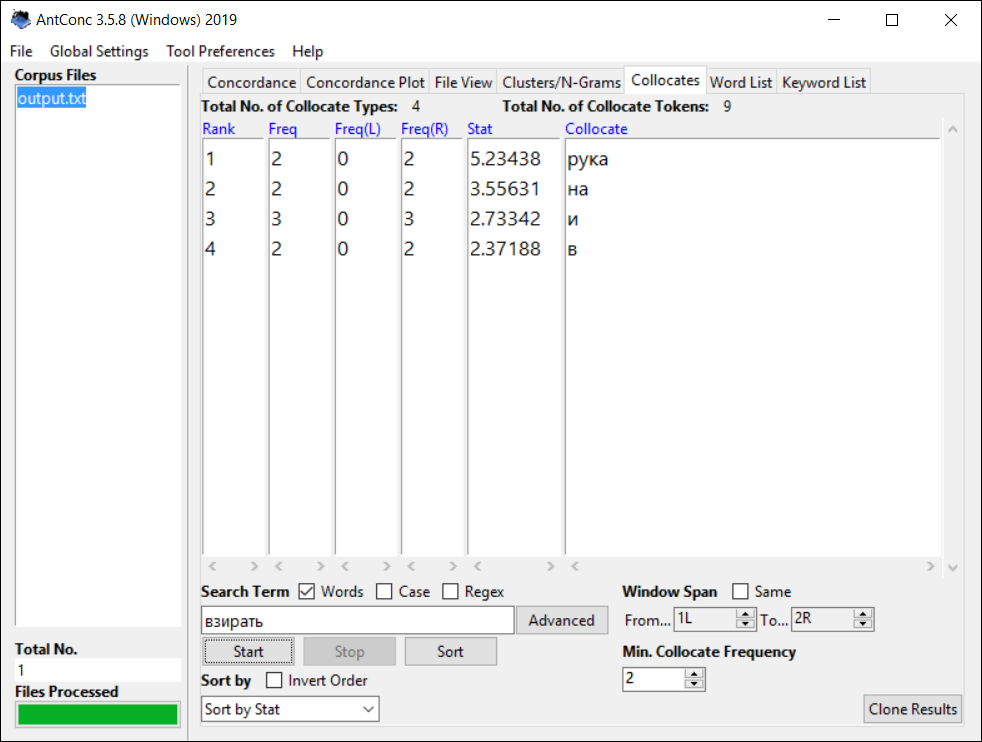 AntConc 3.5.8 (Windows) 2019
File Global Settings Tool Preferences Help
Corpus Files
output.txt
Total No.
1
Files Processed
Concordance Concordance Plot File View Clusters/N-Grams Collocates Word List Keyword List
Total No. of Collocate Types: 4 Total No. of Collocate Tokens: 9
Rank Freq Freq(L) Freq(R) Stat Collocate
1 2 0 2 5.23438 рука
2 2 0 2 3.55631 на
3 3 0 3 2.73342 и
4 2 0 2 2.37188 в
Search Term Words Case Regex
взирать Advanced
Start Stop Sort
Sort by Invert Order
Sort by Stat
Window Span Same
From... 1L To... 2R
Min. Collocate Frequency
2
Clone Results